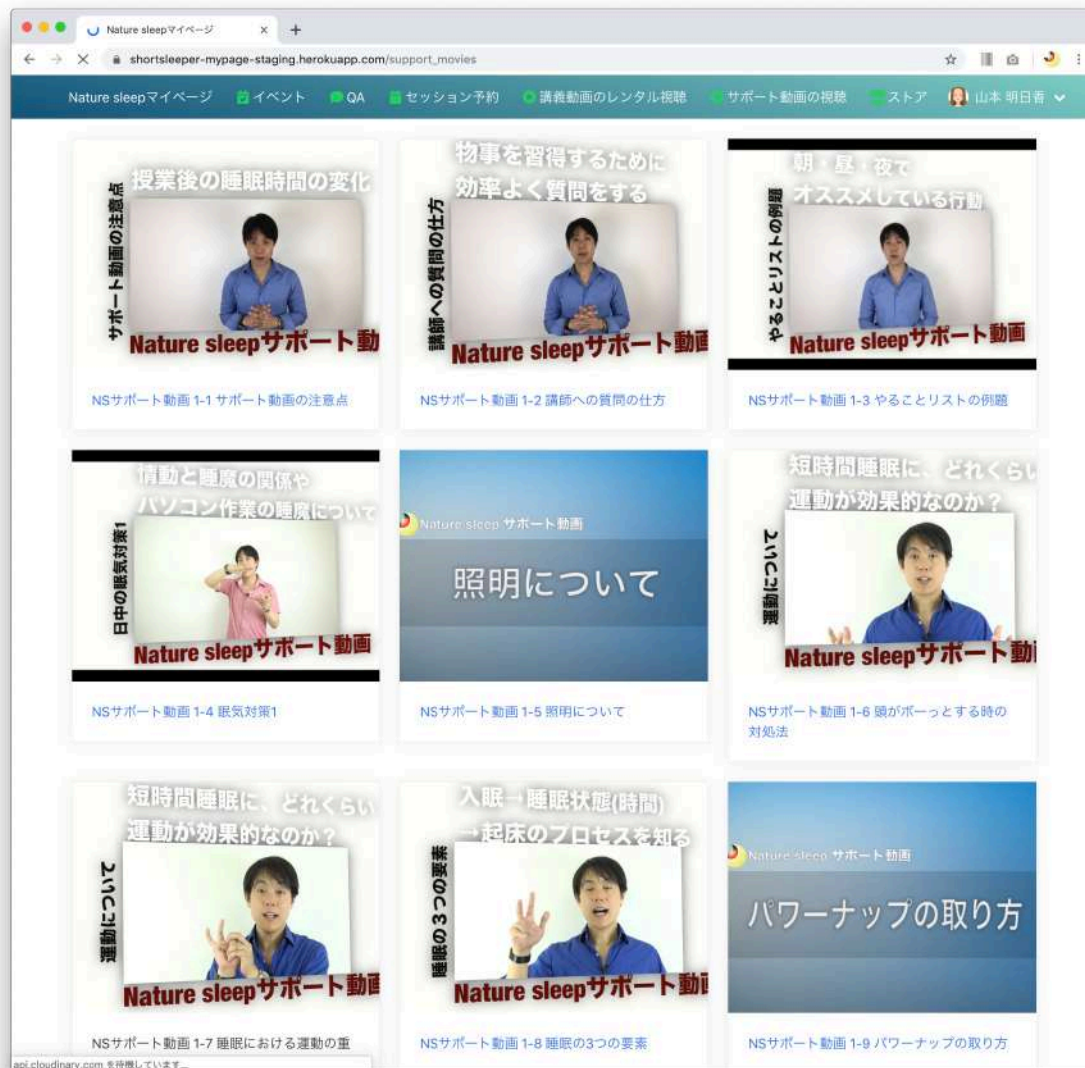 Nature sleepマイページ
shortsleeper-mypage-staging.herokuapp.com/support_movies
Nature sleepマイページ イベント QA セッション予約 講義動画のレンタル視聴 サポート動画の視聴 ストア 山本 明日香
授業後の睡眠時間の変化
サポート動画の注意点
Nature sleepサポート動画
NSサポート動画 1-1 サポート動画の注意点
物事を習得するために
効率よく質問をする
講師への質問の仕方
Nature sleepサポート動画
NSサポート動画 1-2 講師への質問の仕方
朝・昼・夜で
オススメしている行動
やることリストの例題
Nature sleepサポート動画
NSサポート動画 1-3 やることリストの例題
情動と睡魔の関係や
パソコン作業の睡魔について
日中の眠気対策1
Nature sleepサポート動画
NSサポート動画 1-4 眠気対策1
Nature sleep サポート動画
照明について
NSサポート動画 1-5 照明について
短時間睡眠に、どれくらい
運動が効果的なのか？
運動について
Nature sleepサポート動画
NSサポート動画 1-6 頭がボーっとする時の
対処法
短時間睡眠に、どれくらい
運動が効果的なのか？
運動について
Nature sleepサポート動画
NSサポート動画 1-7 睡眠における運動の重
入眠→睡眠状態(時間)
→起床のプロセスを知る
睡眠の3つの要素
Nature sleepサポート動画
NSサポート動画 1-8 睡眠の3つの要素
Nature sleep サポート動画
パワーナップの取り方
NSサポート動画 1-9 パワーナップの取り方
api.cloudinary.com を待機しています...